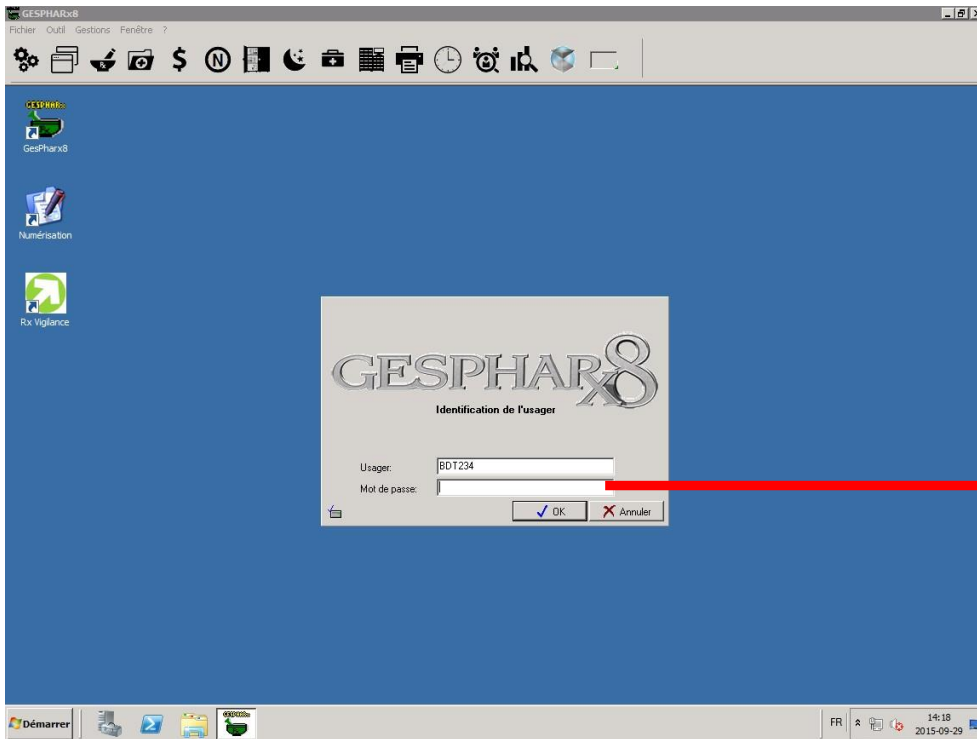 GESPHARx8
Fichier Outil Gestions Fenêtre ?
GESPHARx
GesPharx8
Numérisation
Rx Vigilance
GESPHARx8
Identification de l'usager
Usager: BDT234
Mot de passe:
OK Annuler
Démarrer
FR
14:18
2015-09-29